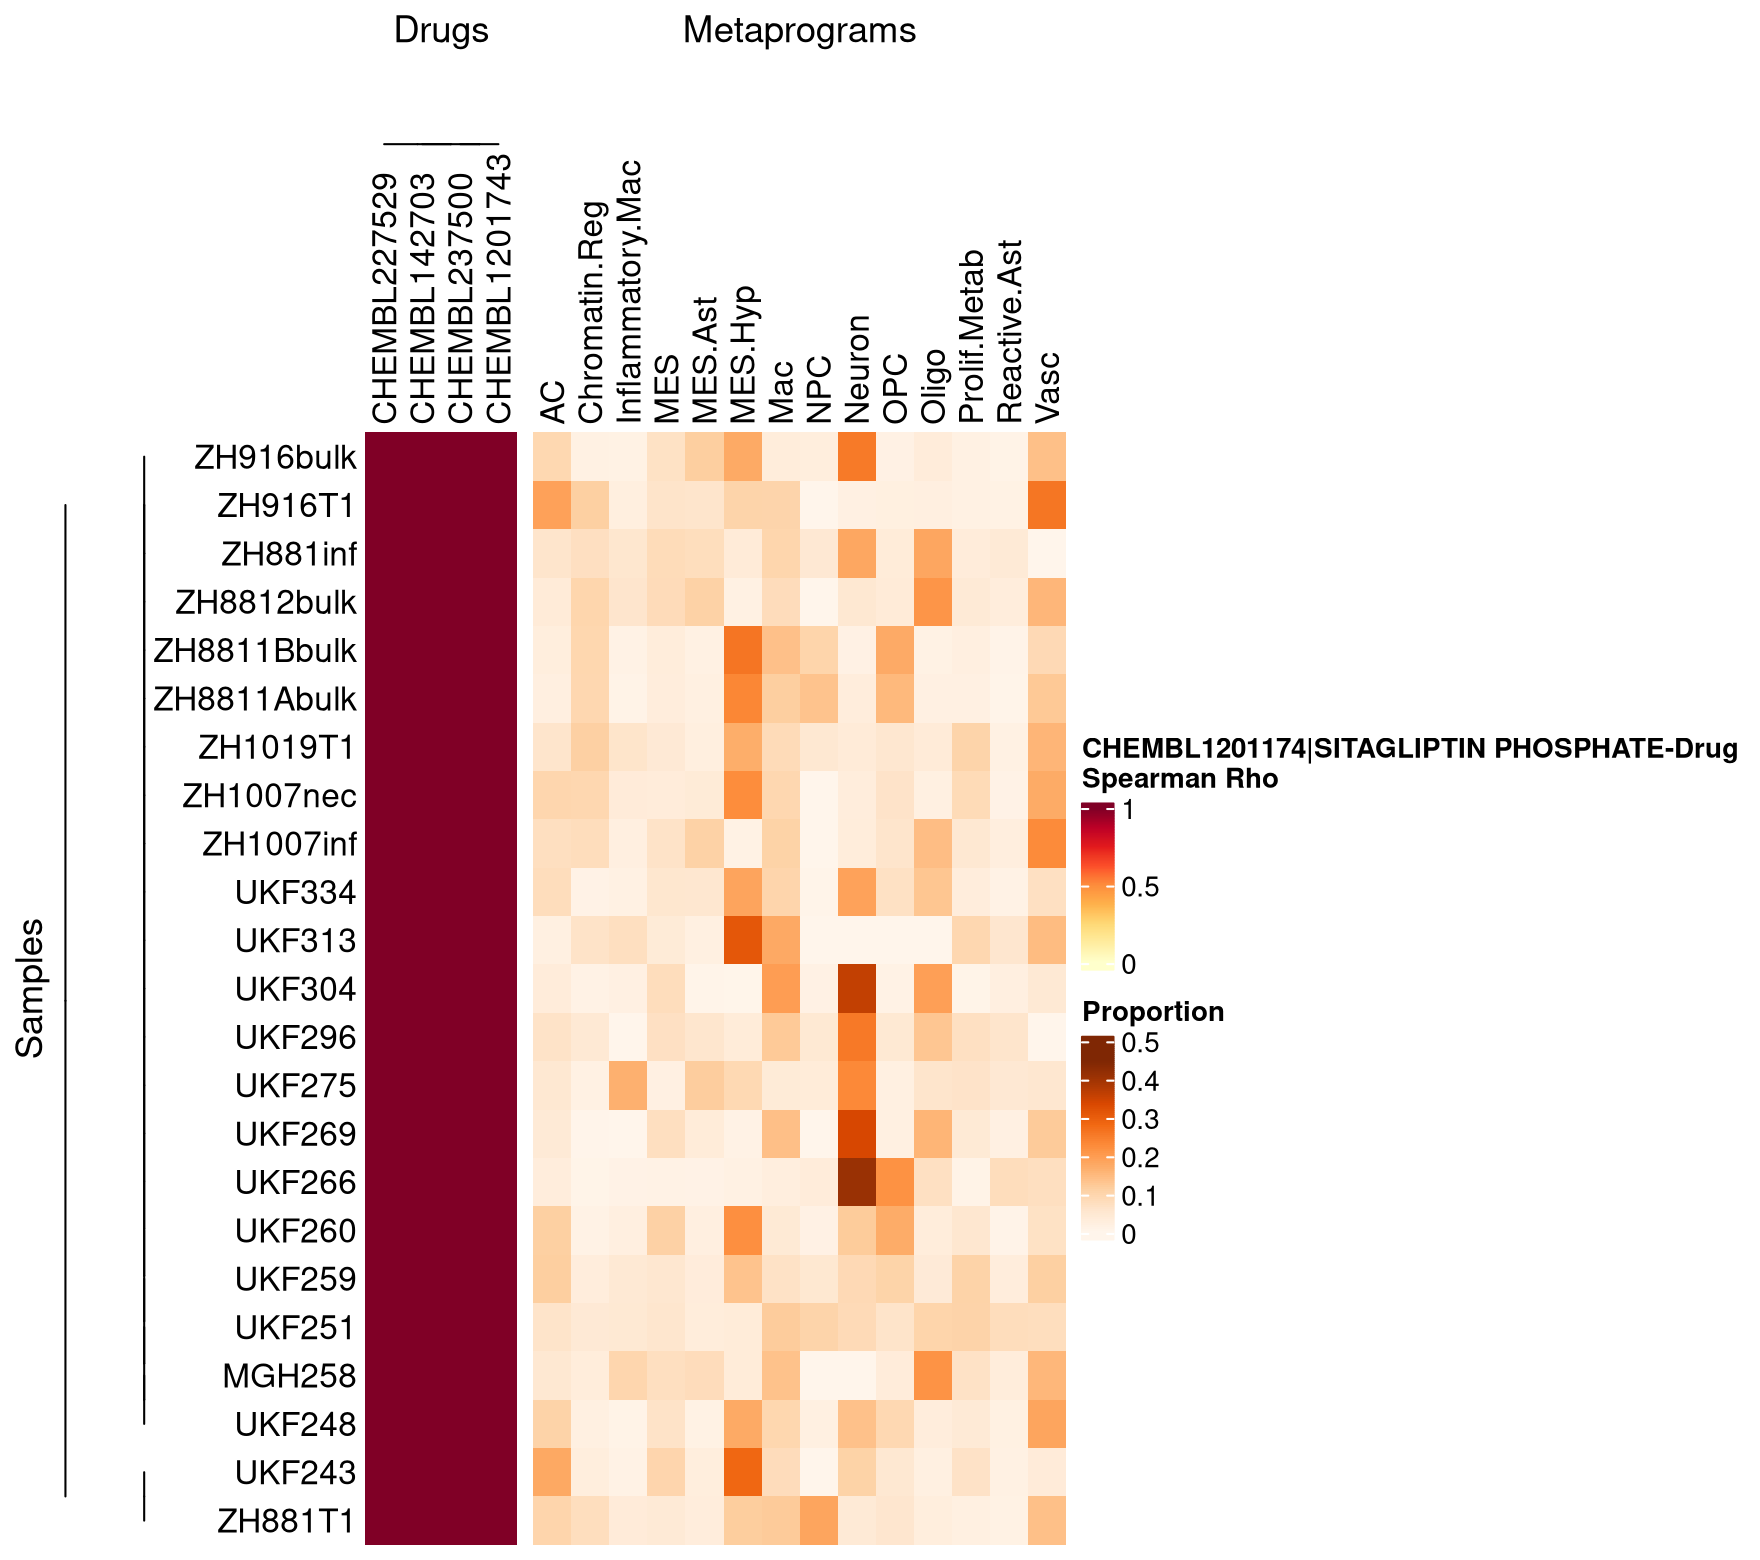 Drugs
Metaprograms
CHEMBL227529
CHEMBL142703
CHEMBL237500
CHEMBL1201743
AC
Chromatin.Reg
Inflammatory.Mac
MES
MES.Ast
MES.Hyp
Mac
NPC
Neuron
OPC
Oligo
Prolif.Metab
Reactive.Ast
Vasc
Samples
ZH916bulk
ZH916T1
ZH881inf
ZH8812bulk
ZH8811Bbulk
ZH8811Abulk
ZH1019T1
ZH1007nec
ZH1007inf
UKF334
UKF313
UKF304
UKF296
UKF275
UKF269
UKF266
UKF260
UKF259
UKF251
MGH258
UKF248
UKF243
ZH881T1
CHEMBL1201174|SITAGLIPTIN PHOSPHATE-Drug
Spearman Rho
1
0.5
0
Proportion
0.5
0.4
0.3
0.2
0.1
0